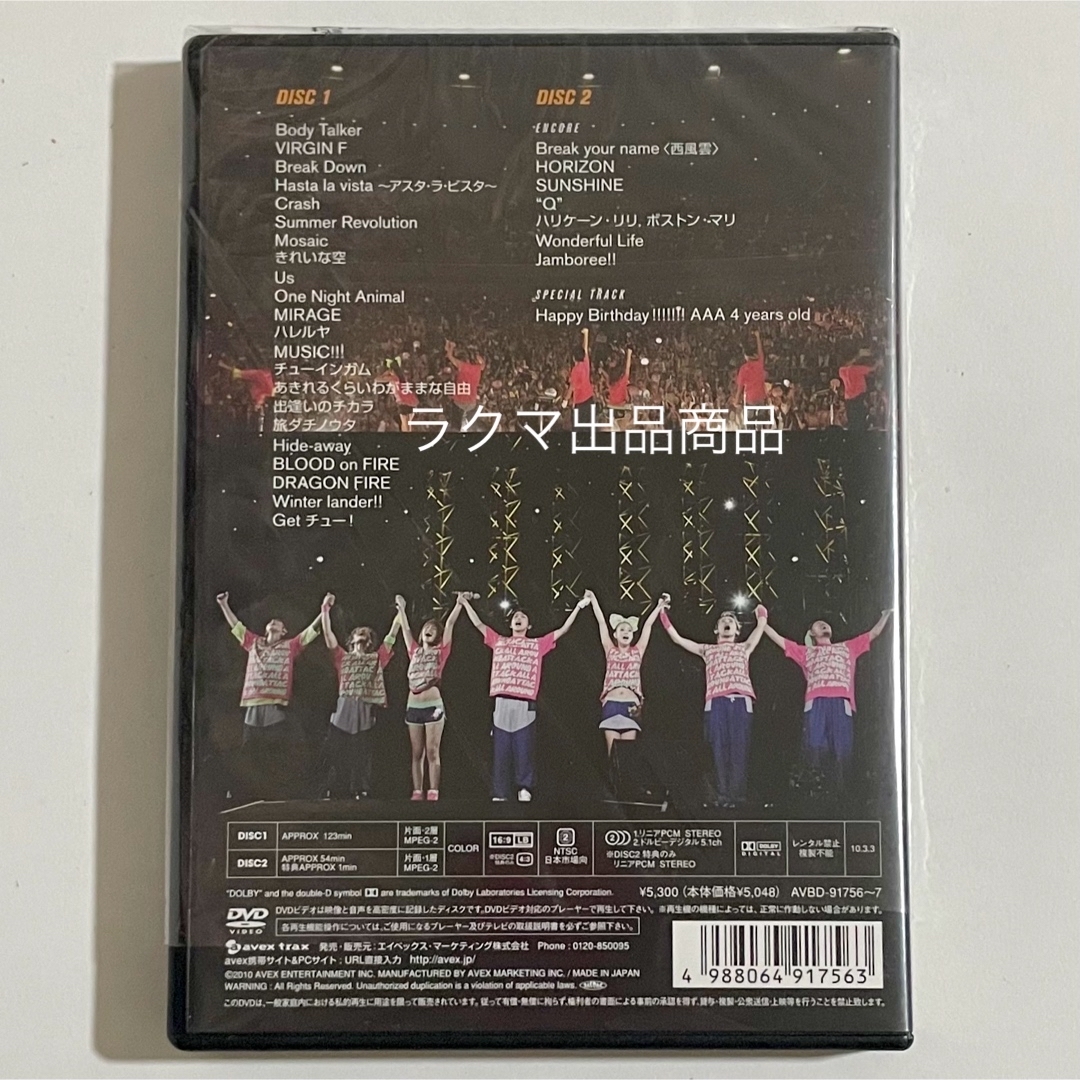 DISC 1
Body Talker
VIRGIN F
Break Down
Hasta la vista ~アスタ・ラ・ビスタ~
Crash
Summer Revolution
Mosaic
きれいな空
Us
One Night Animal
MIRAGE
ハレルヤ
MUSIC!!!
チューインガム
あきれるくらいわがままな自由
出逢いのチカラ
旅ダチノウタ
Hide-away
BLOOD on FIRE
DRAGON FIRE
Winter lander!!
Get チュー!
DISC 2
ENCORE
Break your name〈西風雲〉
HORIZON
SUNSHINE
“Q”
ハリケーン・リリ, ボストン・マリ
Wonderful Life
Jamboree!!
SPECIAL TRACK
Happy Birthday!!!!!! AAA 4 years old
ラクマ出品商品
DISC1 APPROX 123min 片面・2層 MPEG-2
DISC2 APPROX 54min 特典APPROX 1min 片面・1層 MPEG-2
COLOR
16:9 LB
※DISC2 特典のみ 4:3
2 NTSC 日本市場向
2 1.リニアPCM STEREO
2.ドルビーデジタル 5.1ch
※DISC2 特典のみ
リニアPCM STEREO
DOLBY DIGITAL
レンタル禁止
複製不能
10.3.3
"DOLBY" and the double-D symbol are trademarks of Dolby Laboratories Licensing Corporation.
¥5,300(本体価格¥5,048) AVBD-91756~7
DVD VIDEO
DVDビデオは映像と音声を高密度に記録したディスクです。DVDビデオ対応のプレーヤーで再生して下さい。※再生機の機種によっては、正常に作動しない場合があります。
各再生機能操作については、ご使用になるプレーヤー及びテレビの取扱説明書を必ずご参照下さい。
avex trax 発売・販売元:エイベックス・マーケティング株式会社 Phone : 0120-850095
avex携帯サイト&PCサイト : URL直接入力 http://avex.jp/
©2010 AVEX ENTERTAINMENT INC. MANUFACTURED BY AVEX MARKETING INC. / MADE IN JAPAN
WARNING : All Rights Reserved. Unauthorized duplication is a violation of applicable laws.
このDVDは、一般家庭内における私的再生に用途を限って販売されています。従って有償・無償に拘らず、権利者の書面による事前の承諾を得ず、貸与・複製・公衆送信・上映等を行うことを禁止致します。
4 988064 917563